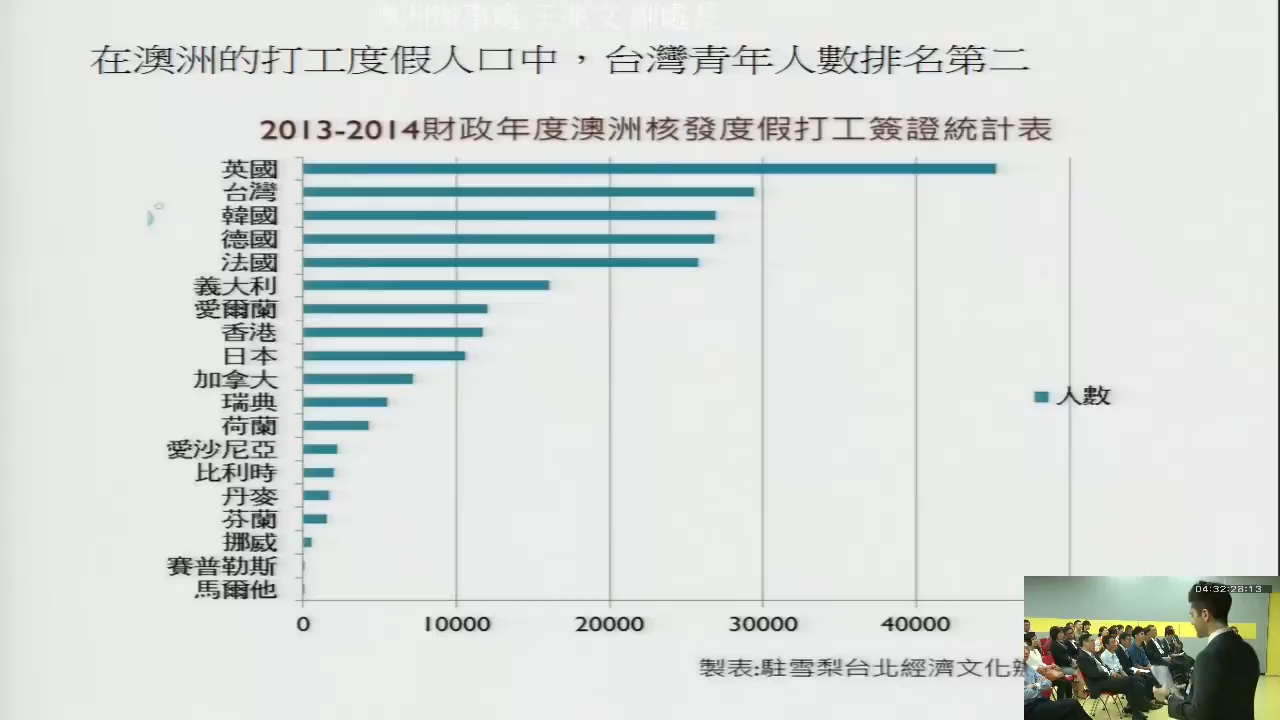 在澳洲的打工度假人口中，台灣青年人數排名第二
2013-2014財政年度澳洲核發度假打工簽證統計表
英國
台灣
韓國
德國
法國
義大利
愛爾蘭
香港
日本
加拿大
瑞典
荷蘭
愛沙尼亞
比利時
丹麥
芬蘭
挪威
賽普勒斯
馬爾他
人數
0 10000 20000 30000 40000
製表:駐雪梨台北經濟文化辦
04:32:28:13